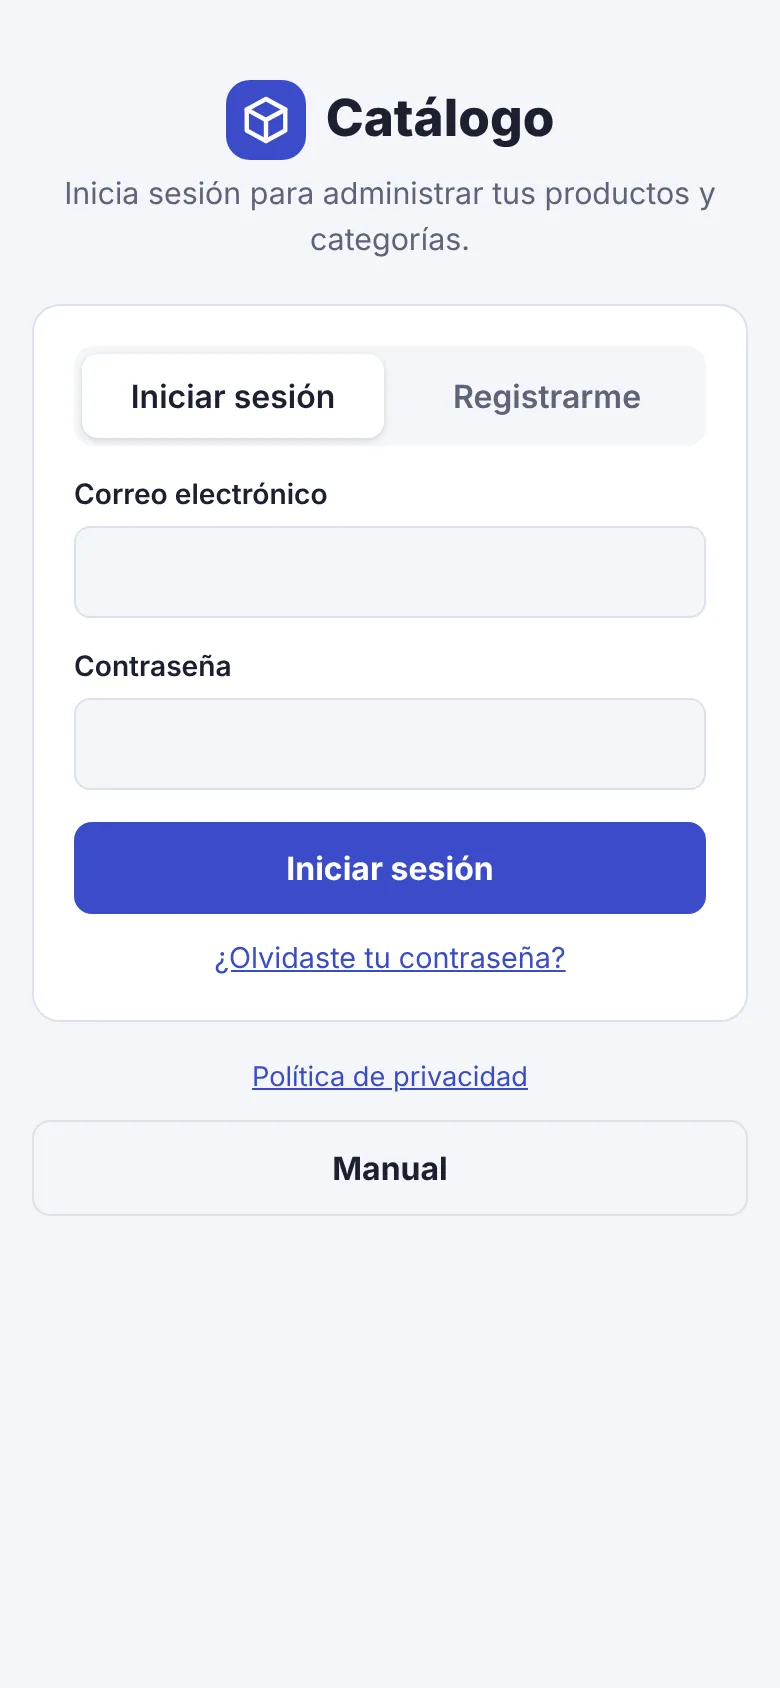 Catálogo
Inicia sesión para administrar tus productos y
categorías.
Iniciar sesión
Registrarme
Correo electrónico
Contraseña
Iniciar sesión
¿Olvidaste tu contraseña?
Política de privacidad
Manual